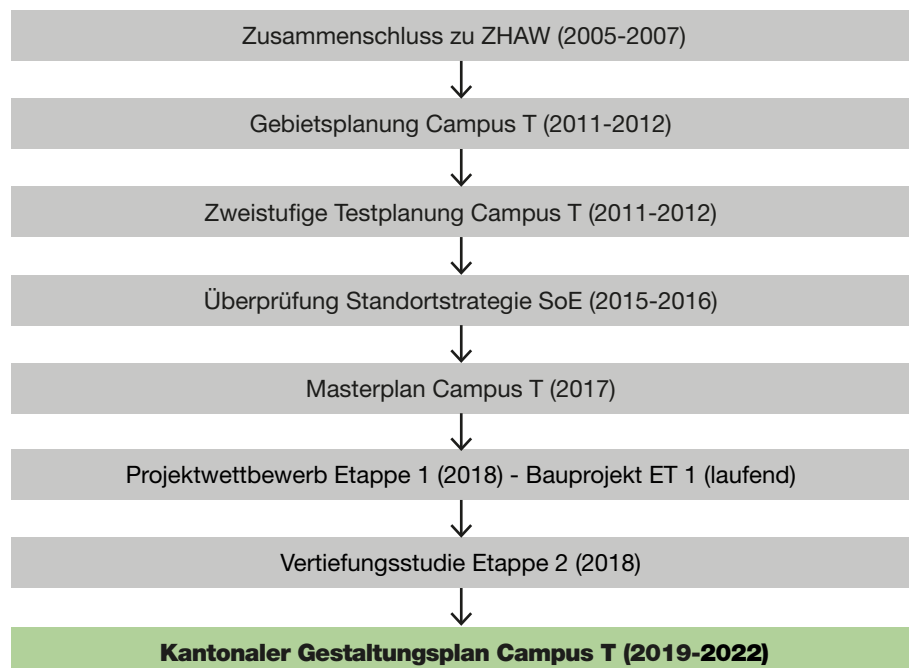 Zusammenschluss zu ZHAW (2005-2007)
Gebietsplanung Campus T (2011-2012)
Zweistufige Testplanung Campus T (2011-2012)
Überprüfung Standortstrategie SoE (2015-2016)
Masterplan Campus T (2017)
Projektwettbewerb Etappe 1 (2018) - Bauprojekt ET 1 (laufend)
Vertiefungsstudie Etappe 2 (2018)
Kantonaler Gestaltungsplan Campus T (2019-2022)